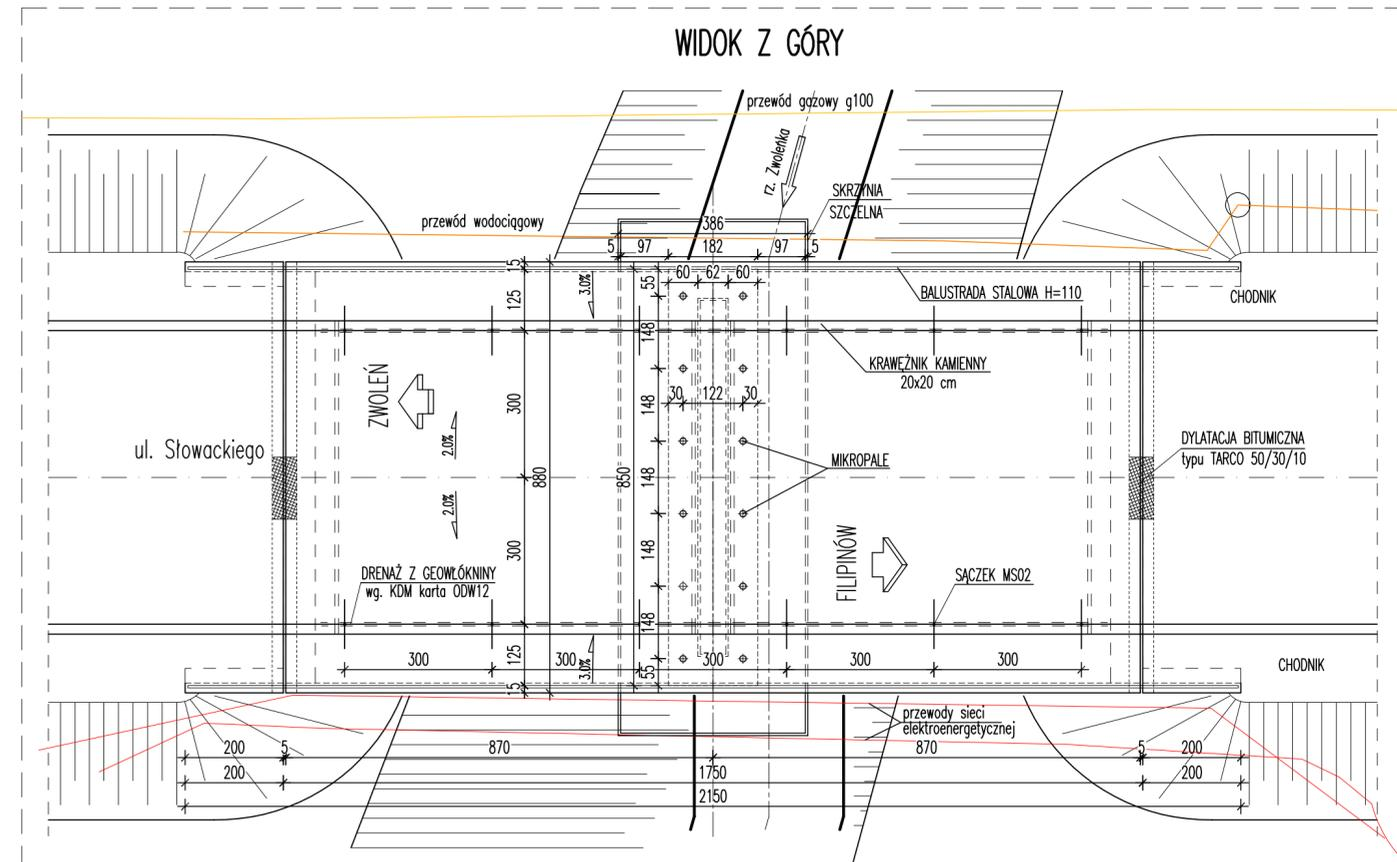 WIDOK Z GÓRY
przewód gazowy g100
rz. Zwoleńka
SKRZYNIA
SZCZELNA
przewód wodociągowy
386
5 97 182 97 5
60 62 60
15
125
3.0%
55
148
BALUSTRADA STALOWA H=110
CHODNIK
KRAWĘŻNIK KAMIENNY
20x20 cm
ZWOLEŃ
300
2.0%
148
30 122 30
ul. Słowackiego
880
850
148
148
MIKROPALE
DYLATACJA BITUMICZNA
typu TARCO 50/30/10
2.0%
300
148
FILIPINÓW
DRENAŻ Z GEOWŁÓKNINY
wg. KDM karta ODW12
SĄCZEK MS02
148
125
3.0%
55
15
300 300 300 300 300
CHODNIK
przewody sieci
elektroenergetycznej
200 5 870 870 5 200
200 1750 200
2150